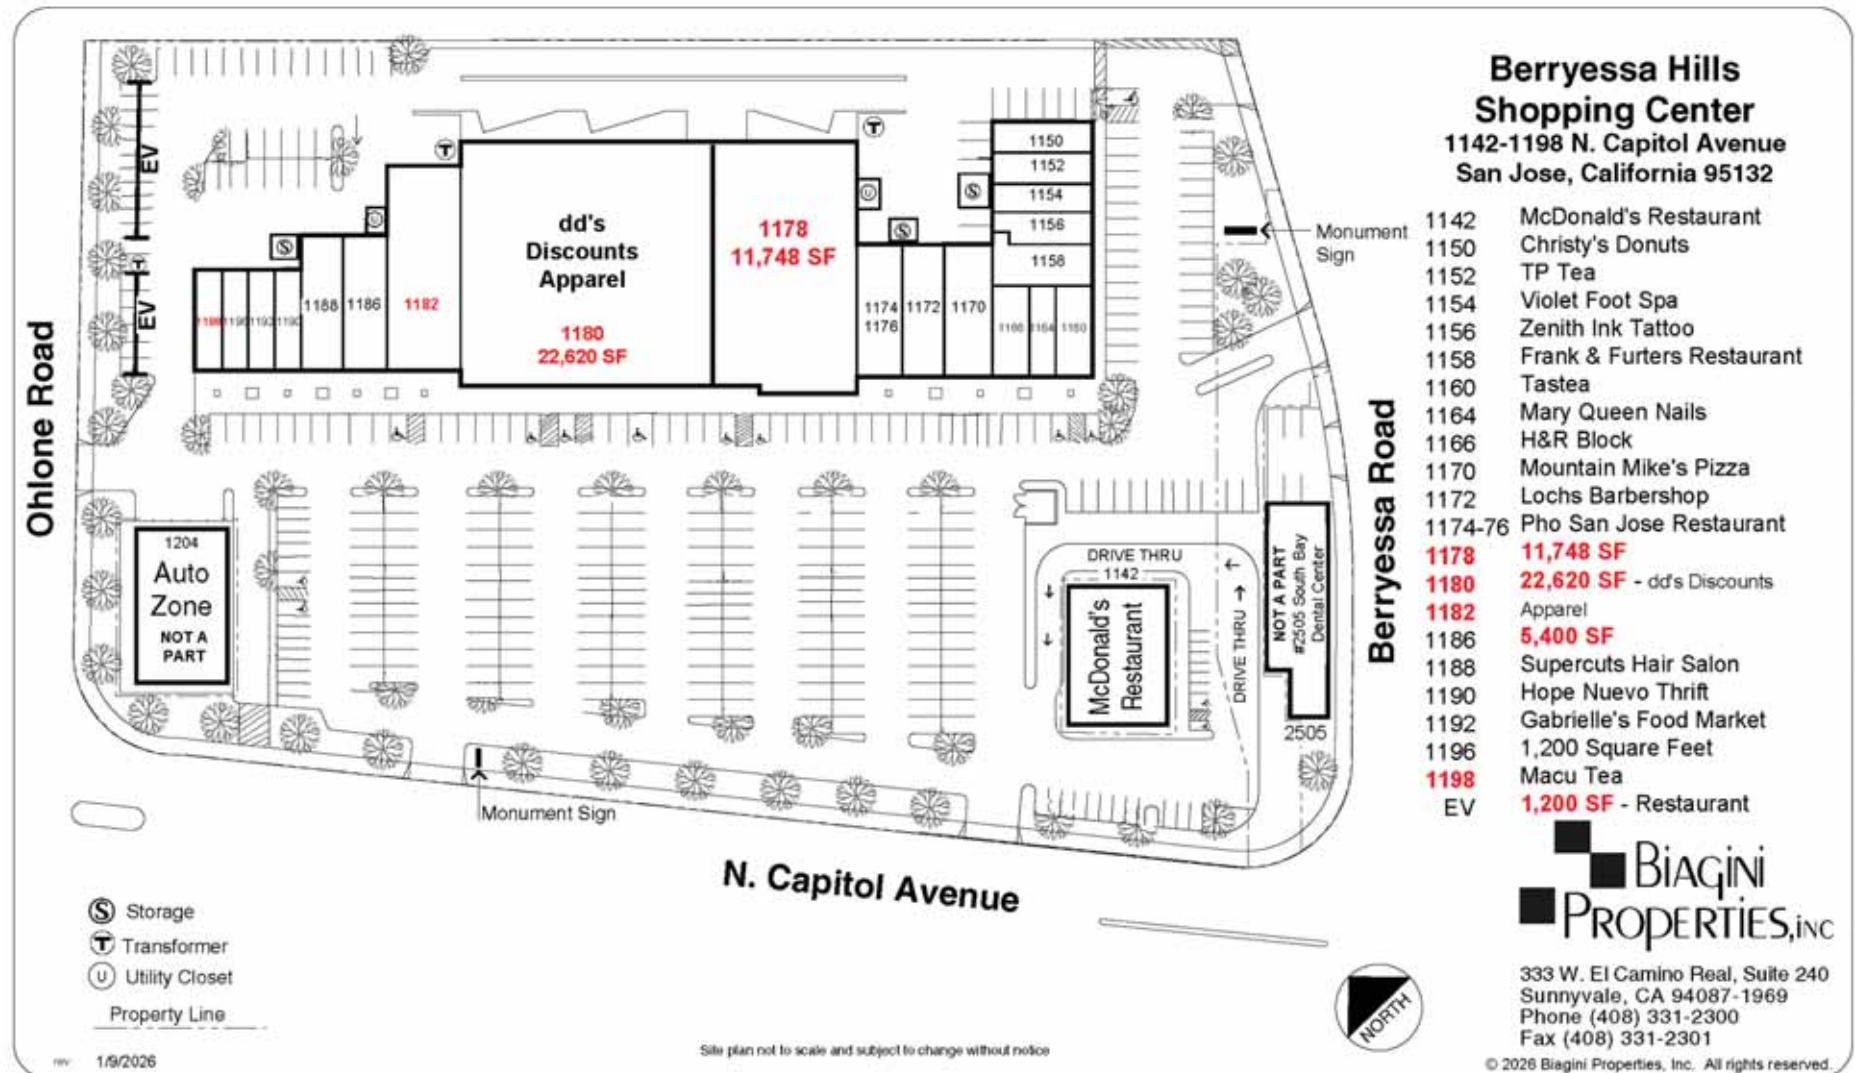 Berryessa Hills
Shopping Center
1142-1198 N. Capitol Avenue
San Jose, California 95132
1142 McDonald's Restaurant
1150 Christy's Donuts
1152 TP Tea
1154 Violet Foot Spa
1156 Zenith Ink Tattoo
1158 Frank & Furters Restaurant
1160 Tastea
1164 Mary Queen Nails
1166 H&R Block
1170 Mountain Mike's Pizza
1172 Lochs Barbershop
1174-76 Pho San Jose Restaurant
1178 11,748 SF
1180 22,620 SF - dd's Discounts
1182 Apparel
1186 5,400 SF
1188 Supercuts Hair Salon
1190 Hope Nuevo Thrift
1192 Gabrielle's Food Market
1196 1,200 Square Feet
1198 Macu Tea
EV 1,200 SF - Restaurant
Monument
Sign
EV
T
EV
T
T
U
S
U
S
S
1150
1152
1154
1156
1158
dd's
Discounts
Apparel
1180
22,620 SF
1178
11,748 SF
1188
1186
1182
1174
1176
1172
1170
1166
1164
1160
Ohlone Road
Berryessa Road
1204
Auto
Zone
NOT A
PART
DRIVE THRU
1142
McDonald's
Restaurant
DRIVE THRU
NOT A PART
#2505 South Bay
Dental Center
2505
Monument Sign
N. Capitol Avenue
S Storage
T Transformer
U Utility Closet
Property Line
rev: 1/9/2026
Site plan not to scale and subject to change without notice
NORTH
BiAgiNi
PROPERTiES, iNC
333 W. El Camino Real, Suite 240
Sunnyvale, CA 94087-1969
Phone (408) 331-2300
Fax (408) 331-2301
© 2026 Biagini Properties, Inc. All rights reserved.